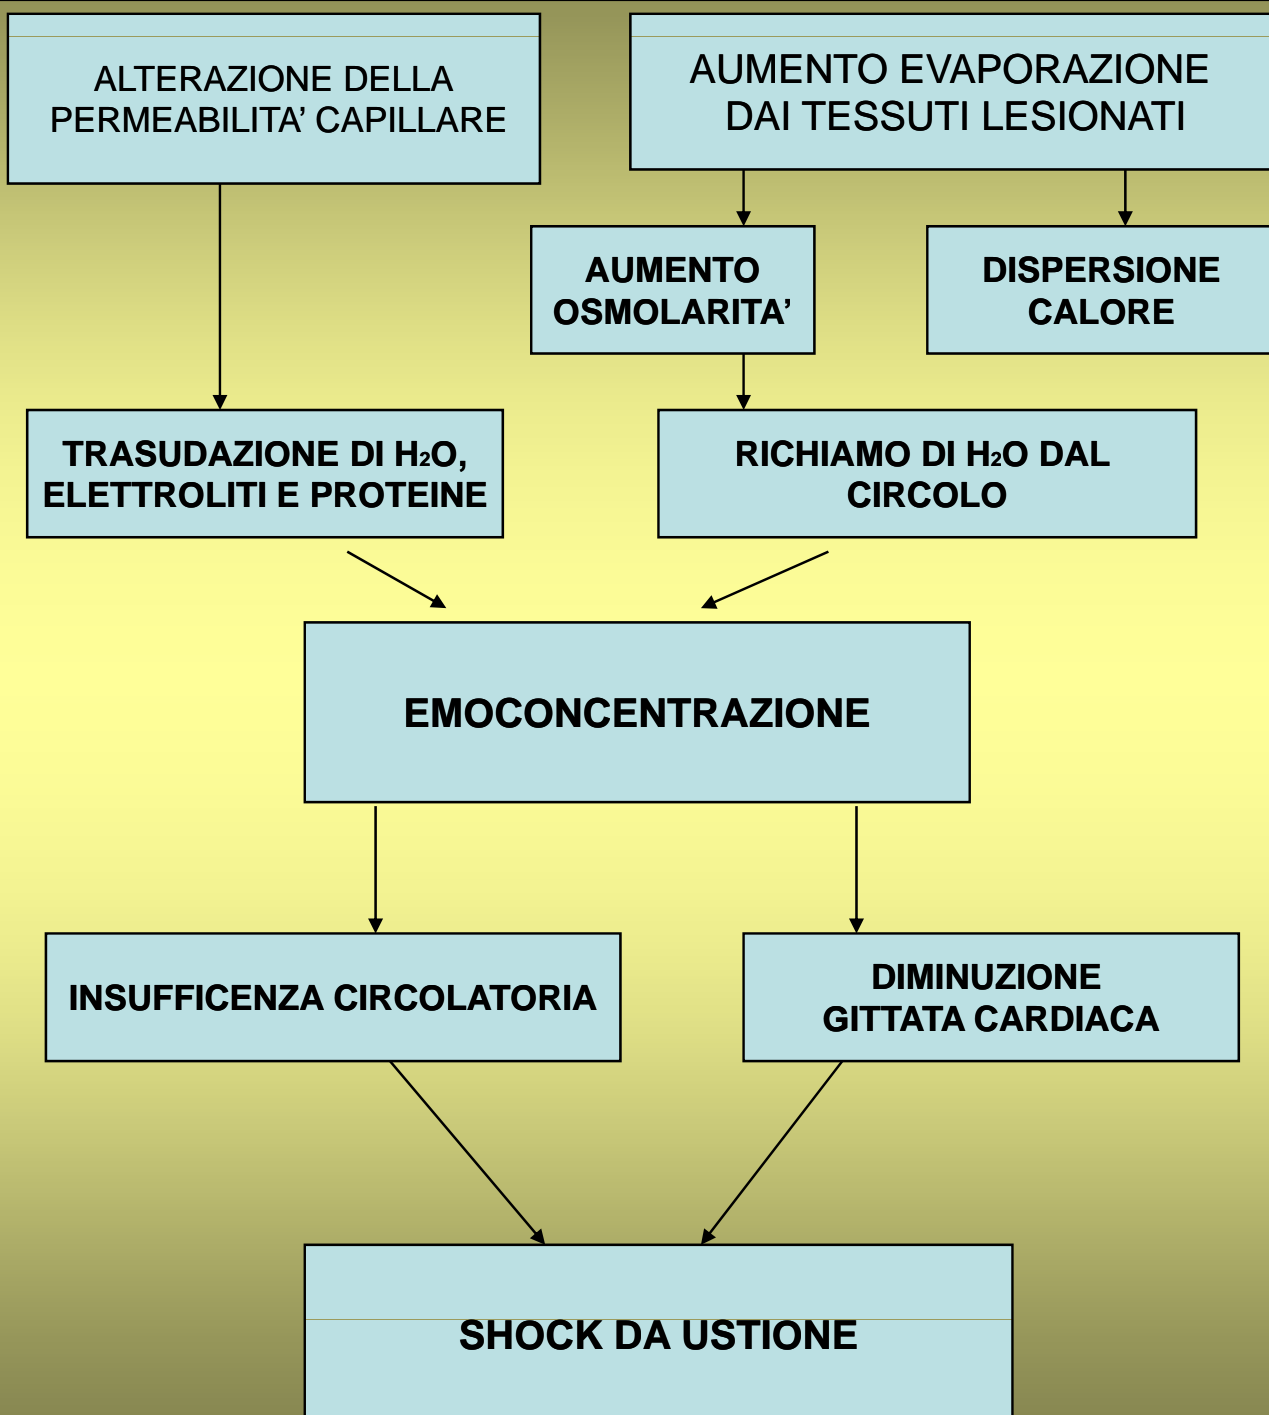 ALTERAZIONE DELLA
PERMEABILITA’ CAPILLARE
AUMENTO EVAPORAZIONE
DAI TESSUTI LESIONATI
AUMENTO
OSMOLARITA’
DISPERSIONE
CALORE
TRASUDAZIONE DI H₂O,
ELETTROLITI E PROTEINE
RICHIAMO DI H₂O DAL
CIRCOLO
EMOCONCENTRAZIONE
INSUFFICENZA CIRCOLATORIA
DIMINUZIONE
GITTATA CARDIACA
SHOCK DA USTIONE